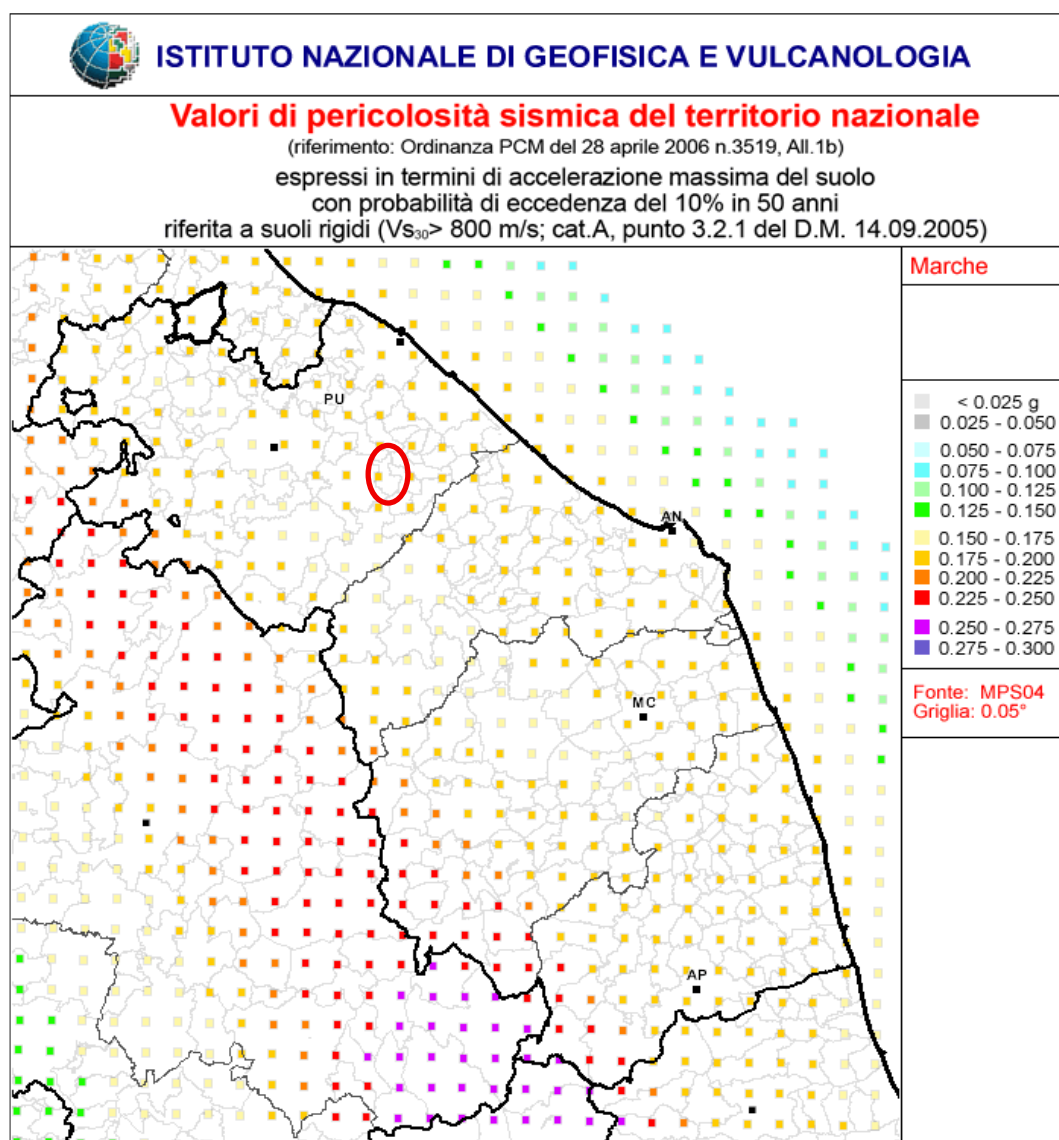 ISTITUTO NAZIONALE DI GEOFISICA E VULCANOLOGIA
Valori di pericolosità sismica del territorio nazionale
(riferimento: Ordinanza PCM del 28 aprile 2006 n.3519, All.1b)
espressi in termini di accelerazione massima del suolo
con probabilità di eccedenza del 10% in 50 anni
riferita a suoli rigidi (Vs₃₀> 800 m/s; cat.A, punto 3.2.1 del D.M. 14.09.2005)
Marche
PU
AN
MC
AP
< 0.025 g
0.025 - 0.050
0.050 - 0.075
0.075 - 0.100
0.100 - 0.125
0.125 - 0.150
0.150 - 0.175
0.175 - 0.200
0.200 - 0.225
0.225 - 0.250
0.250 - 0.275
0.275 - 0.300
Fonte: MPS04
Griglia: 0.05°